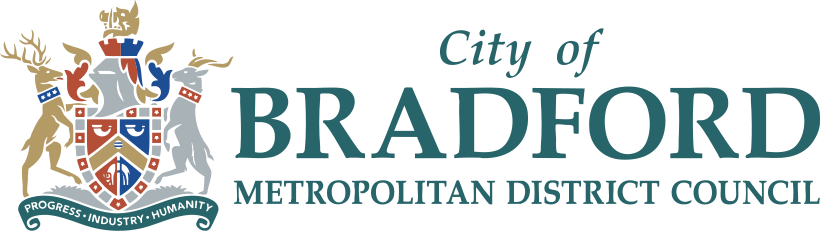 City of
BRADFORD
METROPOLITAN DISTRICT COUNCIL
PROGRESS · INDUSTRY · HUMANITY